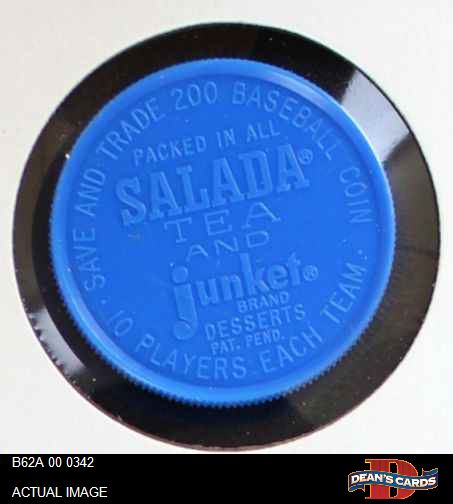 SAVE AND TRADE 200 BASEBALL COIN
PACKED IN ALL
SALADA®
TEA
AND
junket®
BRAND
DESSERTS
PAT. PEND.
· 10 PLAYERS EACH TEAM ·
B62A 00 0342
ACTUAL IMAGE
D
DEAN'S CARDS